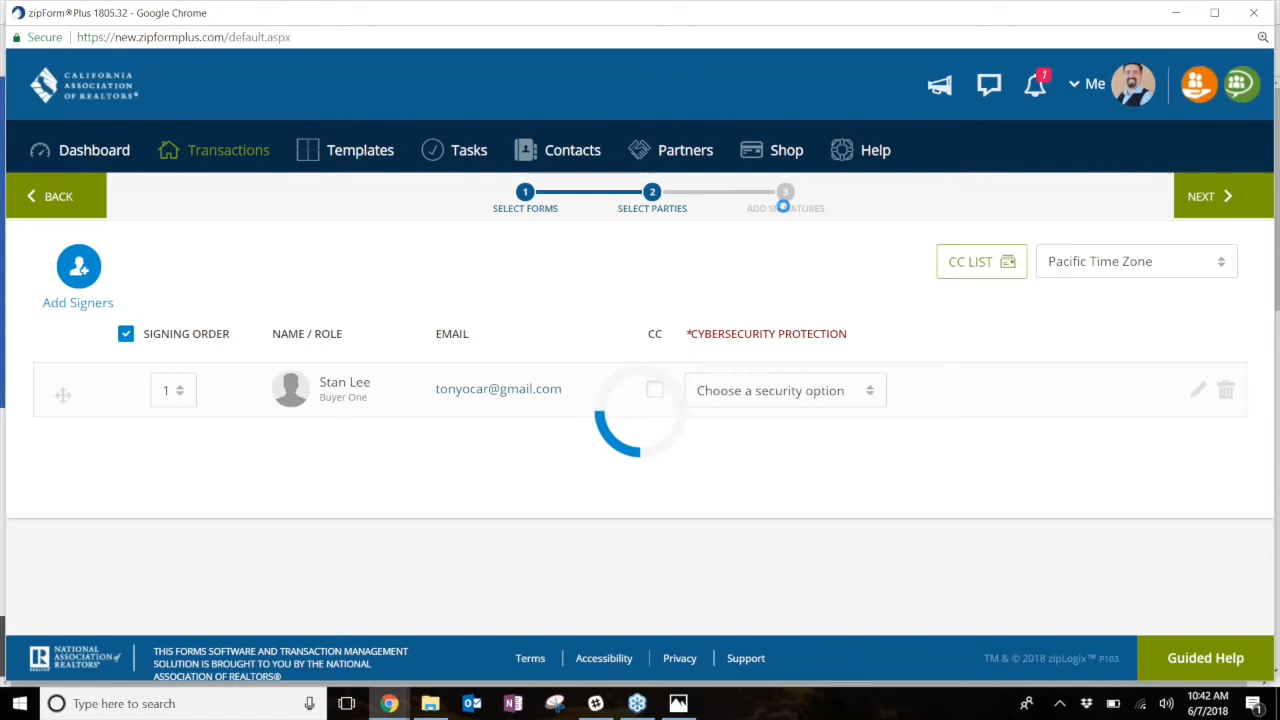 zipForm®Plus 1805.32 - Google Chrome
Secure | https://new.zipformplus.com/default.aspx
CALIFORNIA
ASSOCIATION
OF REALTORS®
1
Me
Dashboard
Transactions
Templates
Tasks
Contacts
Partners
Shop
Help
BACK
1
2
3
NEXT
SELECT FORMS
SELECT PARTIES
ADD SIGNATURES
Add Signers
CC LIST
Pacific Time Zone
SIGNING ORDER
NAME / ROLE
EMAIL
CC
*CYBERSECURITY PROTECTION
1
Stan Lee
Buyer One
tonyocar@gmail.com
Choose a security option
NATIONAL
ASSOCIATION of
REALTORS®
THIS FORMS SOFTWARE AND TRANSACTION MANAGEMENT
SOLUTION IS BROUGHT TO YOU BY THE NATIONAL
ASSOCIATION OF REALTORS®
Terms
Accessibility
Privacy
Support
TM & © 2018 zipLogix™ P103
Guided Help
Type here to search
10:42 AM
6/7/2018
1